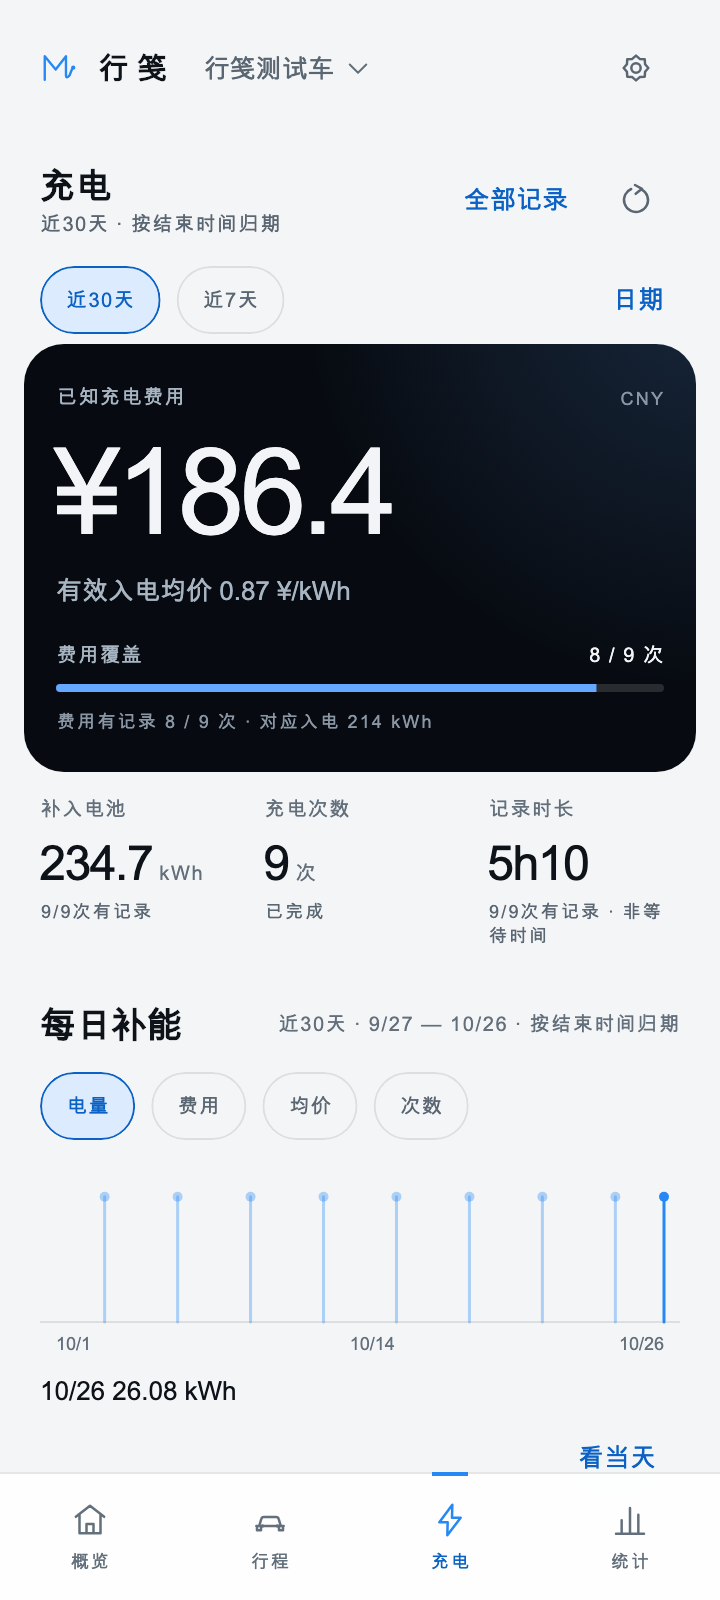 行笺 行笺测试车
充电
近30天 · 按结束时间归期
全部记录
近30天 近7天 日期
已知充电费用 CNY
¥186.4
有效入电均价 0.87 ¥/kWh
费用覆盖 8 / 9 次
费用有记录 8 / 9 次 · 对应入电 214 kWh
补入电池 充电次数 记录时长
234.7 kWh 9 次 5h10
9/9次有记录 已完成 9/9次有记录 · 非等
待时间
每日补能 近30天 · 9/27 — 10/26 · 按结束时间归期
电量 费用 均价 次数
10/1 10/14 10/26
10/26 26.08 kWh
看当天
概览 行程 充电 统计